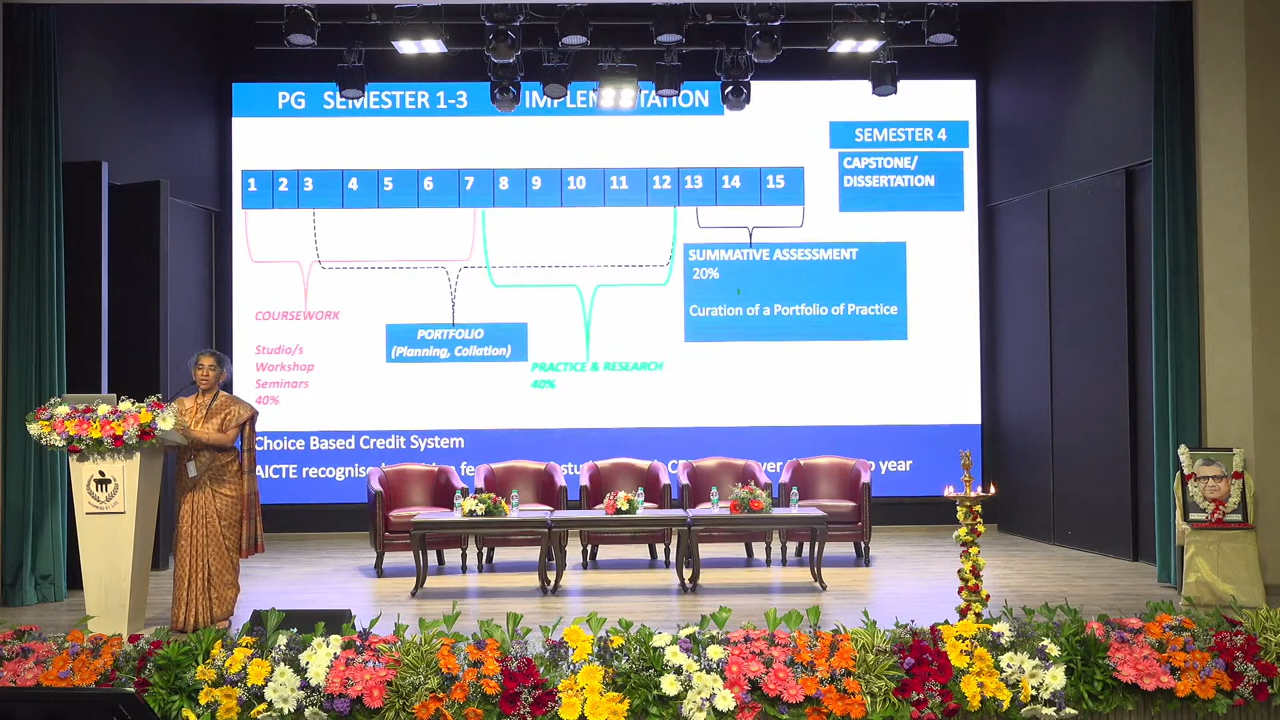 PG SEMESTER 1-3 IMPLEMENTATION
SEMESTER 4
CAPSTONE/
DISSERTATION
1 2 3 4 5 6 7 8 9 10 11 12 13 14 15
SUMMATIVE ASSESSMENT
20%
Curation of a Portfolio of Practice
COURSEWORK
Studio/s
Workshop
Seminars
40%
PORTFOLIO
(Planning, Collation)
PRACTICE & RESEARCH
40%
Choice Based Credit System
AICTE year